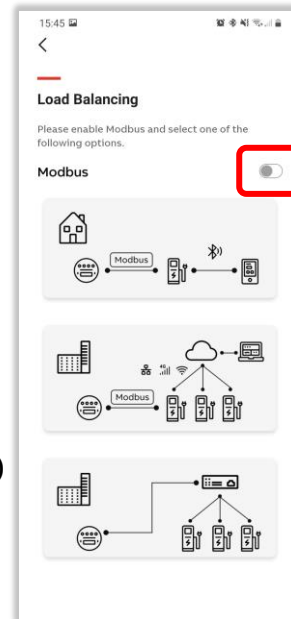 15:45
Load Balancing
Please enable Modbus and select one of the
following options.
Modbus
Modbus
Modbus